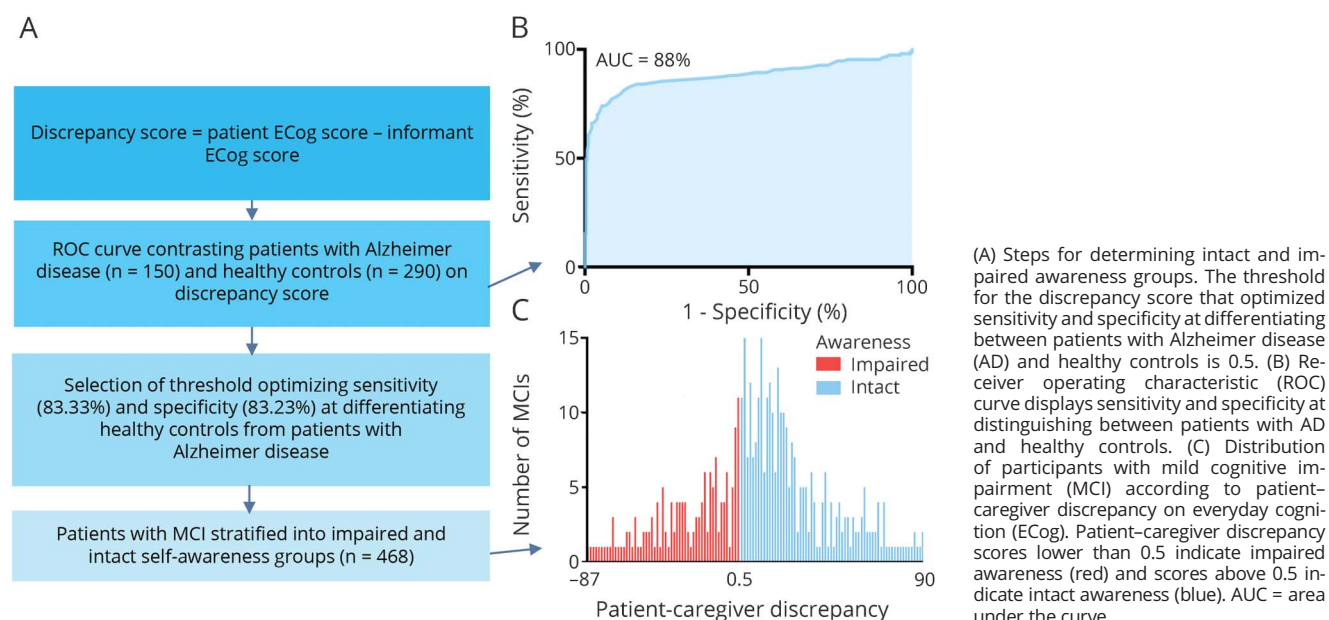 A
Discrepancy score = patient ECog score – informant
ECog score
ROC curve contrasting patients with Alzheimer
disease (n = 150) and healthy controls (n = 290) on
discrepancy score
Selection of threshold optimizing sensitivity
(83.33%) and specificity (83.23%) at differentiating
healthy controls from patients with
Alzheimer disease
Patients with MCI stratified into impaired and
intact self-awareness groups (n = 468)
B
AUC = 88%
Sensitivity (%)
100
50
0
0
50
100
1 - Specificity (%)
C
Number of MCIs
15
10
5
0
Awareness
Impaired
Intact
–87
0.5
90
Patient-caregiver discrepancy
(A) Steps for determining intact and im-
paired awareness groups. The threshold
for the discrepancy score that optimized
sensitivity and specificity at differentiating
between patients with Alzheimer disease
(AD) and healthy controls is 0.5. (B) Re-
ceiver operating characteristic (ROC)
curve displays sensitivity and specificity at
distinguishing between patients with AD
and healthy controls. (C) Distribution
of participants with mild cognitive im-
pairment (MCI) according to patient–
caregiver discrepancy on everyday cogni-
tion (ECog). Patient–caregiver discrepancy
scores lower than 0.5 indicate impaired
awareness (red) and scores above 0.5 in-
dicate intact awareness (blue). AUC = area
under the curve